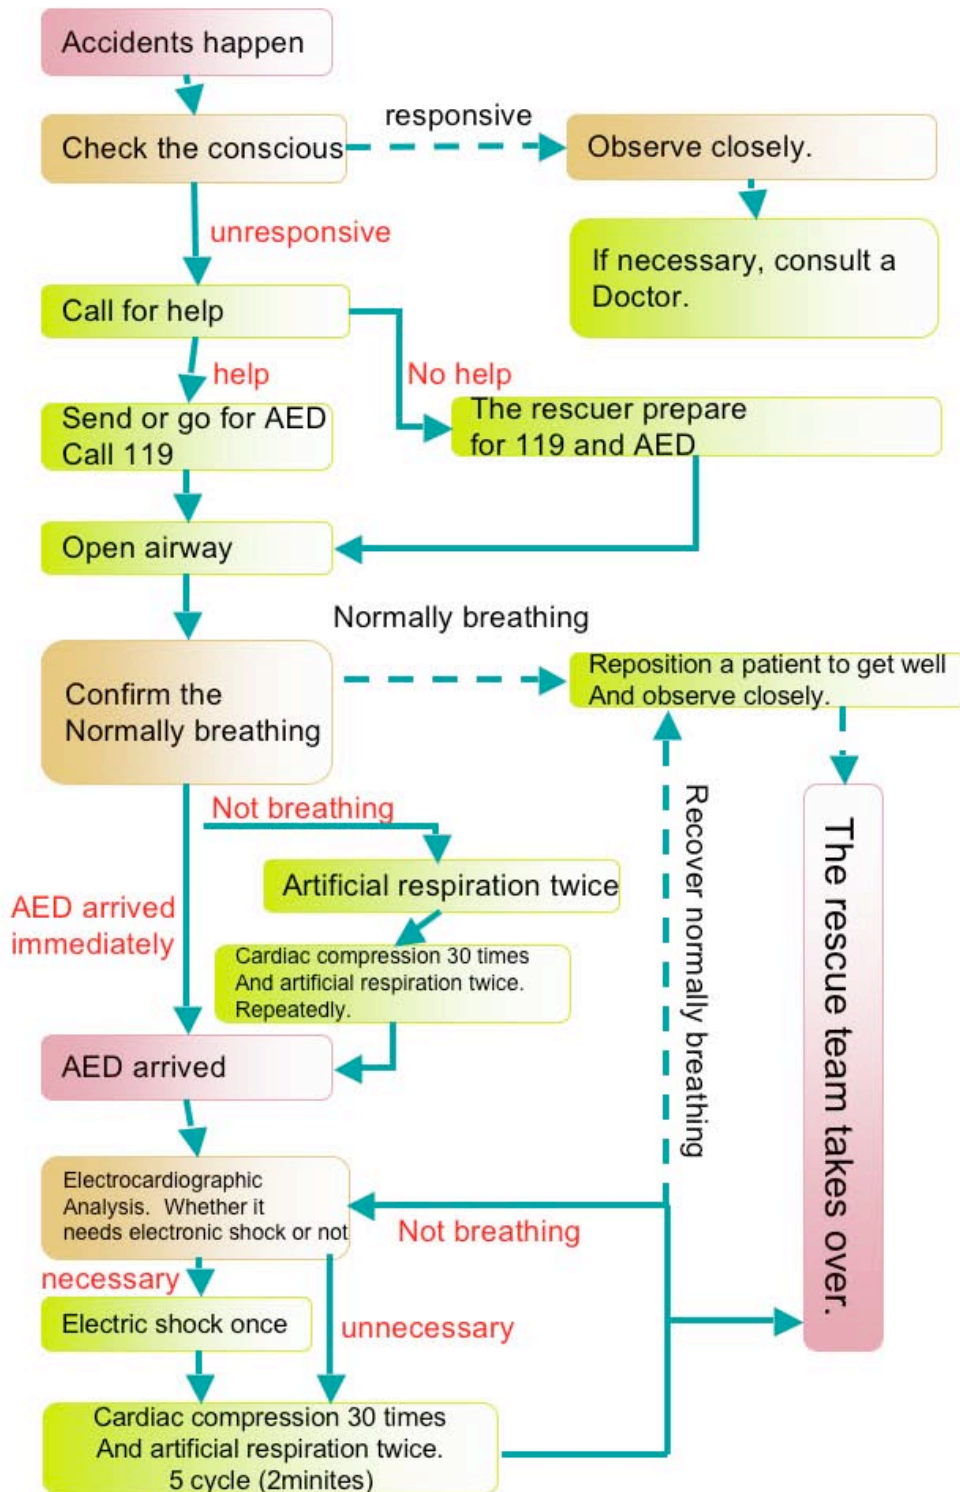 Accidents happen
Check the conscious
responsive
Observe closely.
If necessary, consult a
Doctor.
unresponsive
Call for help
help
No help
Send or go for AED
Call 119
The rescuer prepare
for 119 and AED
Open airway
Normally breathing
Confirm the
Normally breathing
Reposition a patient to get well
And observe closely.
Not breathing
Artificial respiration twice
AED arrived
immediately
Cardiac compression 30 times
And artificial respiration twice.
Repeatedly.
Recover normally breathing
The rescue team takes over.
AED arrived
Electrocardiographic
Analysis. Whether it
needs electronic shock or not
Not breathing
necessary
Electric shock once
unnecessary
Cardiac compression 30 times
And artificial respiration twice.
5 cycle (2minites)